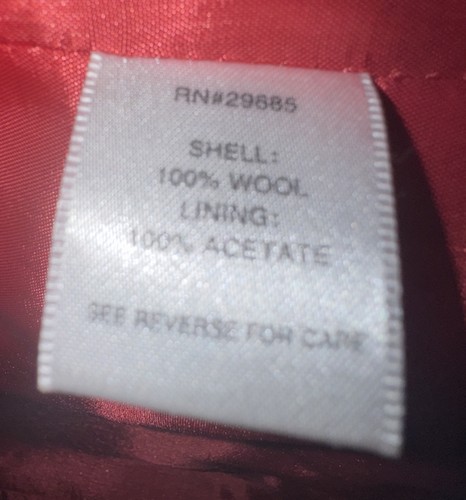 RN#29685
SHELL:
100% WOOL
LINING:
100% ACETATE
SEE REVERSE FOR CARE